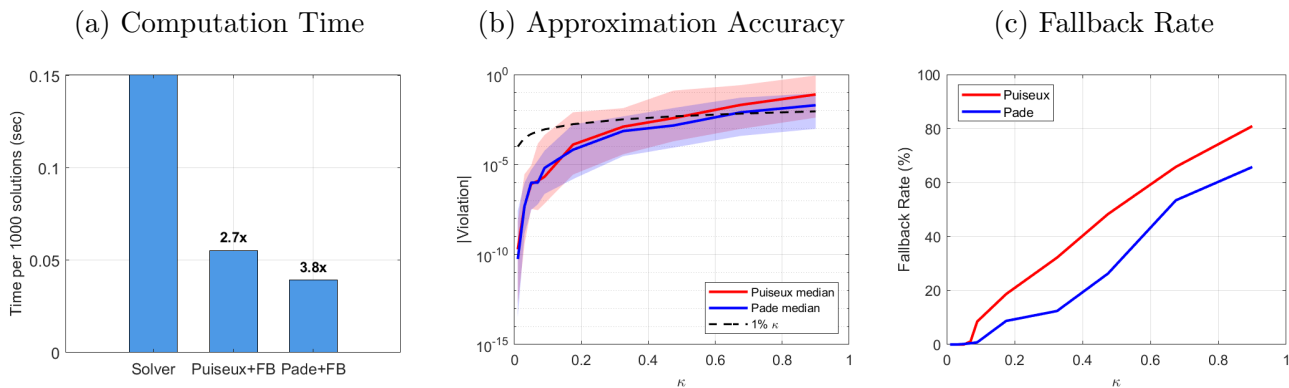 (a) Computation Time
Time per 1000 solutions (sec)
0.15
0.05
0
2.7x
3.8x
Solver
Puiseux+FB
Pade+FB
(b) Approximation Accuracy
|Violation|
10^0
10^-5
10^-10
10^-15
Puiseux median
Pade median
1% κ
0
0.2
0.4
0.6
0.8
1
κ
(c) Fallback Rate
Fallback Rate (%)
100
80
60
40
20
0
Puiseux
Pade
0
0.2
0.4
0.6
0.8
1
κ